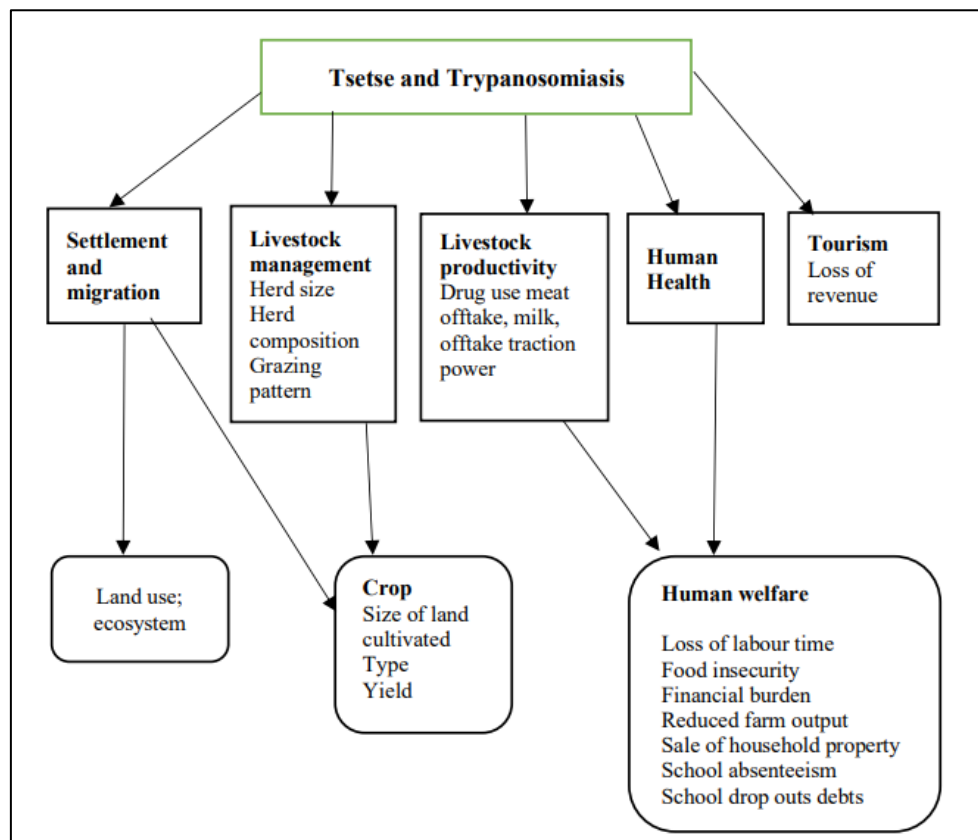 Tsetse and Trypanosomiasis
Settlement
and
migration
Livestock
management
Herd size
Herd
composition
Grazing
pattern
Livestock
productivity
Drug use meat
offtake, milk,
offtake traction
power
Human
Health
Tourism
Loss of
revenue
Land use;
ecosystem
Crop
Size of land
cultivated
Type
Yield
Human welfare
Loss of labour time
Food insecurity
Financial burden
Reduced farm output
Sale of household property
School absenteeism
School drop outs debts